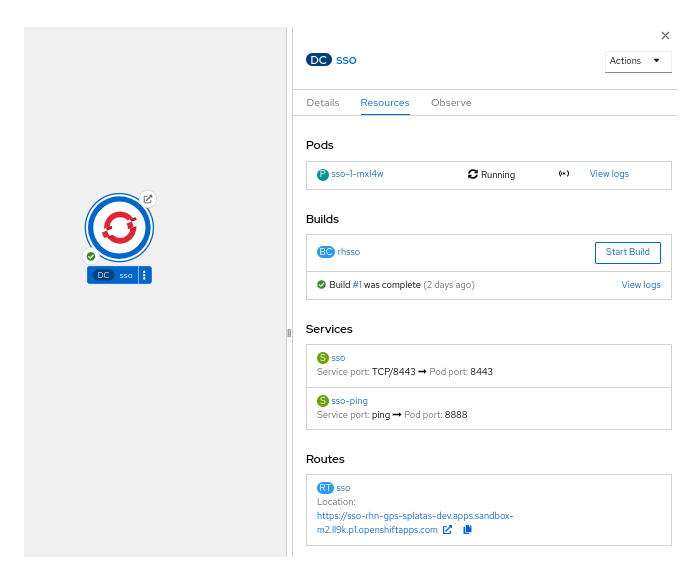 DC sso
Actions
Details Resources Observe
Pods
P sso-1-mxl4w Running View logs
Builds
BC rhsso Start Build
Build #1 was complete (2 days ago) View logs
Services
S sso
Service port: TCP/8443 → Pod port: 8443
S sso-ping
Service port: ping → Pod port: 8888
Routes
RT sso
Location:
https://sso-rhn-gps-splatas-dev.apps.sandbox-
m2.ll9k.p1.openshiftapps.com
DC sso